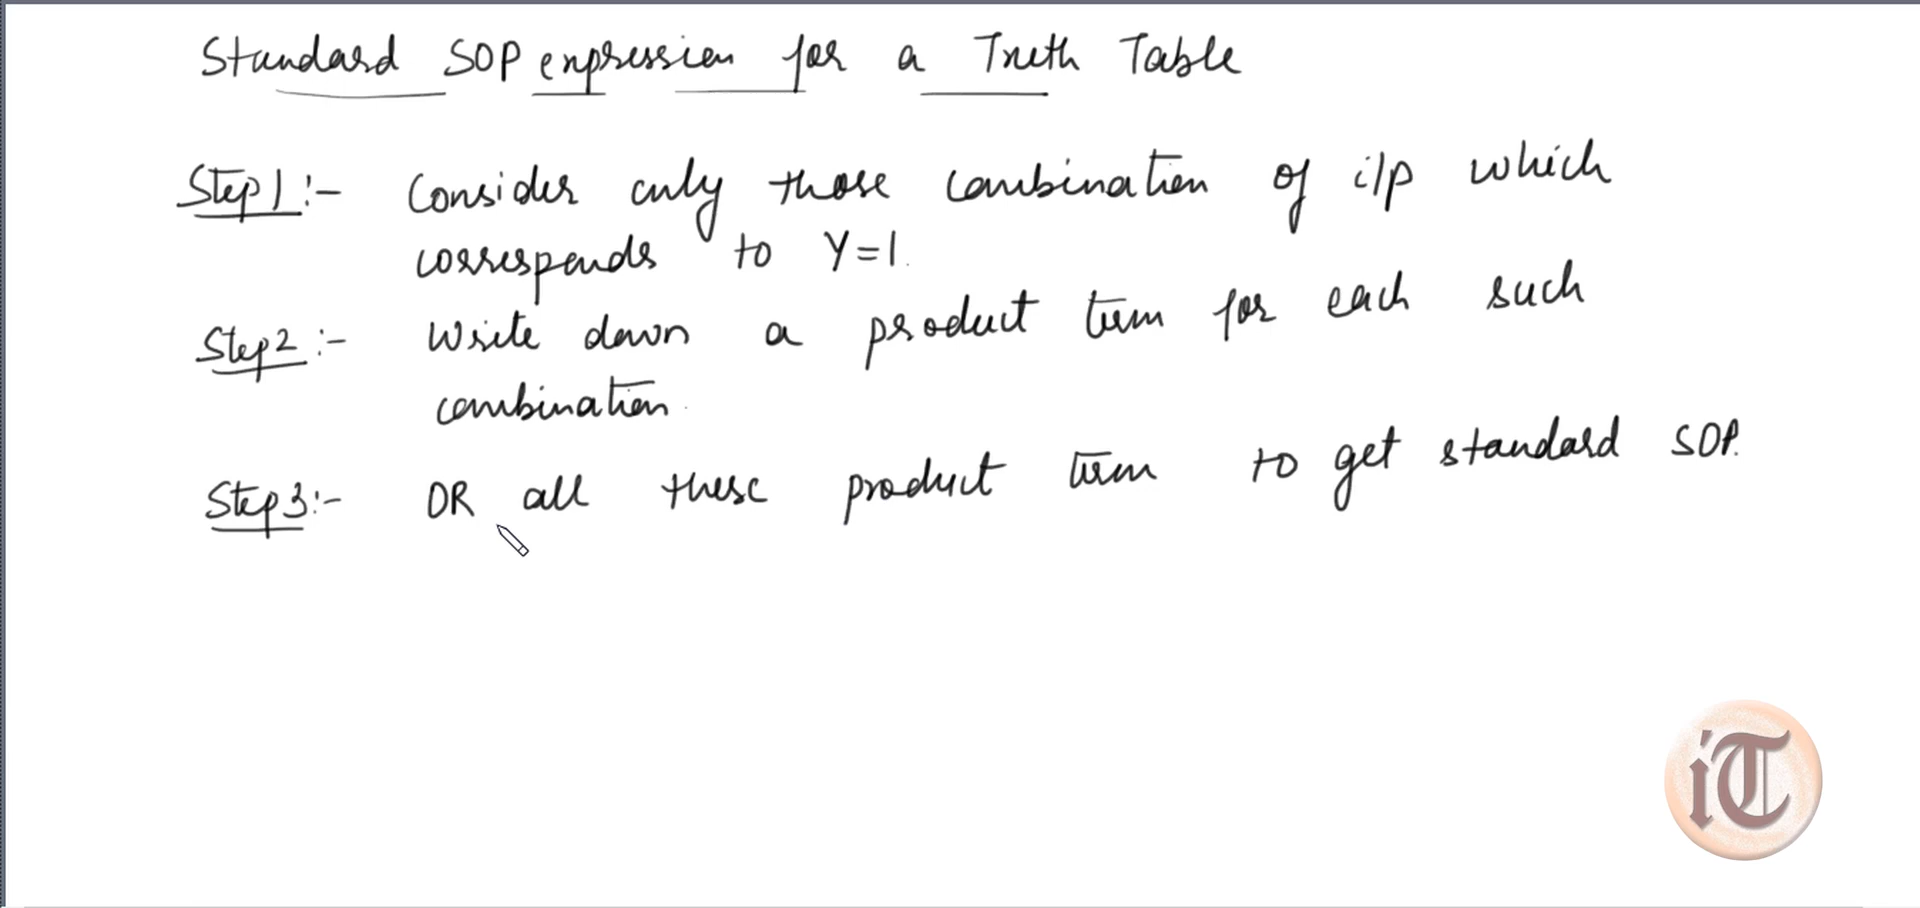 Standard SOP expression for a Truth Table
Step 1:- Consider only those combination of i/p which
corresponds to Y=1.
Step 2:- Write down a product term for each such
combination.
Step 3:- OR all these product term to get standard SOP.
iT